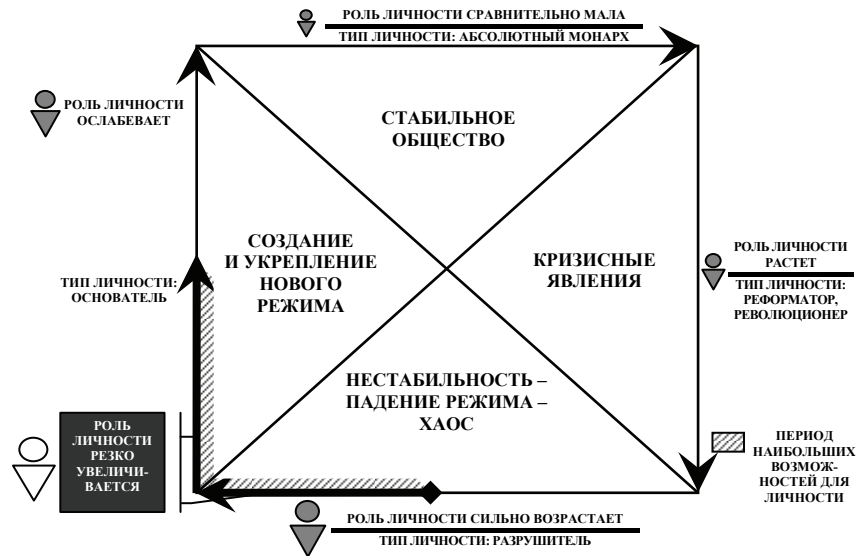 РОЛЬ ЛИЧНОСТИ СРАВНИТЕЛЬНО МАЛА
ТИП ЛИЧНОСТИ: АБСОЛЮТНЫЙ МОНАРХ
РОЛЬ ЛИЧНОСТИ
ОСЛАБЕВАЕТ
СТАБИЛЬНОЕ
ОБЩЕСТВО
СОЗДАНИЕ
И УКРЕПЛЕНИЕ
НОВОГО
РЕЖИМА
КРИЗИСНЫЕ
ЯВЛЕНИЯ
РОЛЬ ЛИЧНОСТИ
РАСТЕТ
ТИП ЛИЧНОСТИ:
РЕФОРМАТОР,
РЕВОЛЮЦИОНЕР
ТИП ЛИЧНОСТИ:
ОСНОВАТЕЛЬ
НЕСТАБИЛЬНОСТЬ –
ПАДЕНИЕ РЕЖИМА –
ХАОС
РОЛЬ
ЛИЧНОСТИ
РЕЗКО
УВЕЛИЧИ-
ВАЕТСЯ
ПЕРИОД
НАИБОЛЬШИХ
ВОЗМОЖ-
НОСТЕЙ ДЛЯ
ЛИЧНОСТИ
РОЛЬ ЛИЧНОСТИ СИЛЬНО ВОЗРАСТАЕТ
ТИП ЛИЧНОСТИ: РАЗРУШИТЕЛЬ